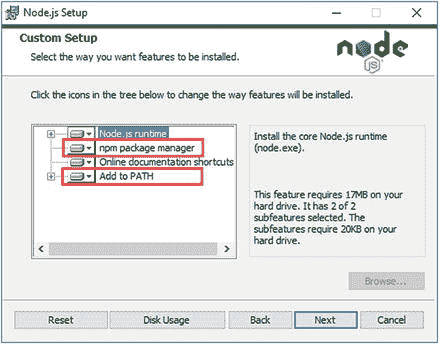 Node.js Setup
Custom Setup
Select the way you want features to be installed.
node
JS
Click the icons in the tree below to change the way features will be installed.
Node.js runtime
npm package manager
Online documentation shortcuts
Add to PATH
Install the core Node.js runtime
(node.exe).
This feature requires 17MB on your
hard drive. It has 2 of 2
subfeatures selected. The
subfeatures require 20KB on your
hard drive.
Browse...
Reset
Disk Usage
Back
Next
Cancel